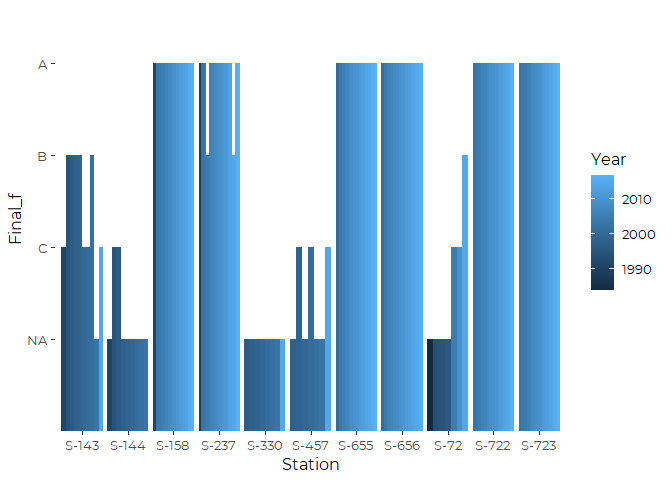 Final_f
A
B
C
NA
S-143 S-144 S-158 S-237 S-330 S-457 S-655 S-656 S-72 S-722 S-723
Station
Year
2010
2000
1990